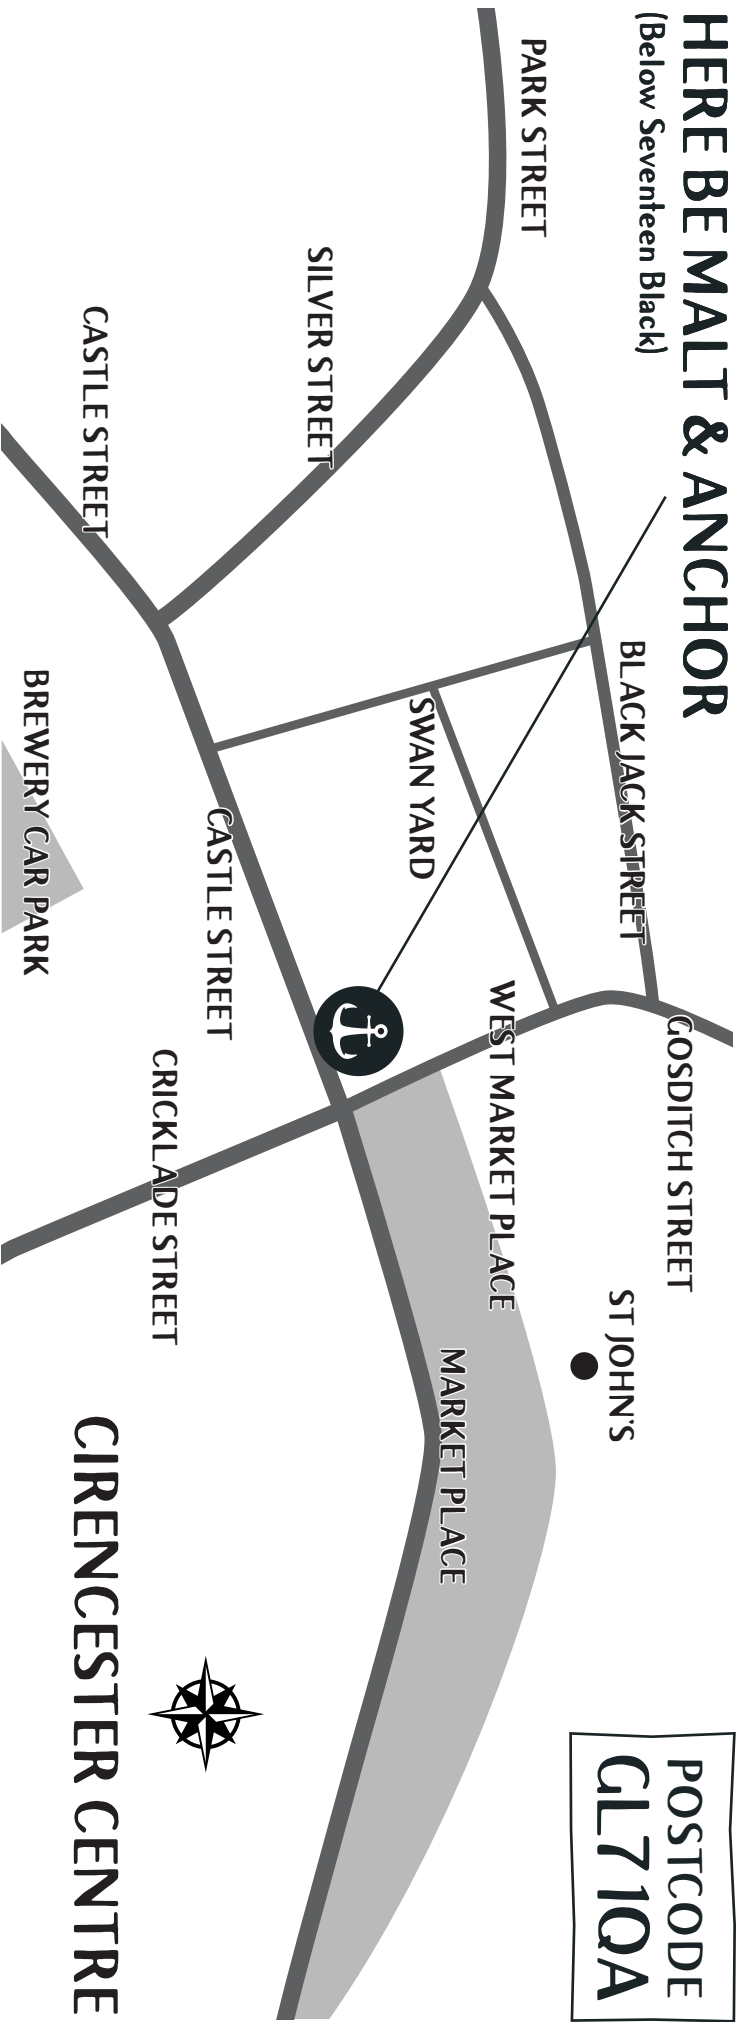 HERE BE MALT & ANCHOR
(Below Seventeen Black)
POSTCODE
GL7 1QA
PARK STREET
BLACK JACK STREET
GOSDITCH STREET
ST JOHN'S
SILVER STREET
SWAN YARD
WEST MARKET PLACE
MARKET PLACE
CASTLE STREET
CASTLE STREET
CRICKLADE STREET
BREWERY CAR PARK
CIRENCESTER CENTRE